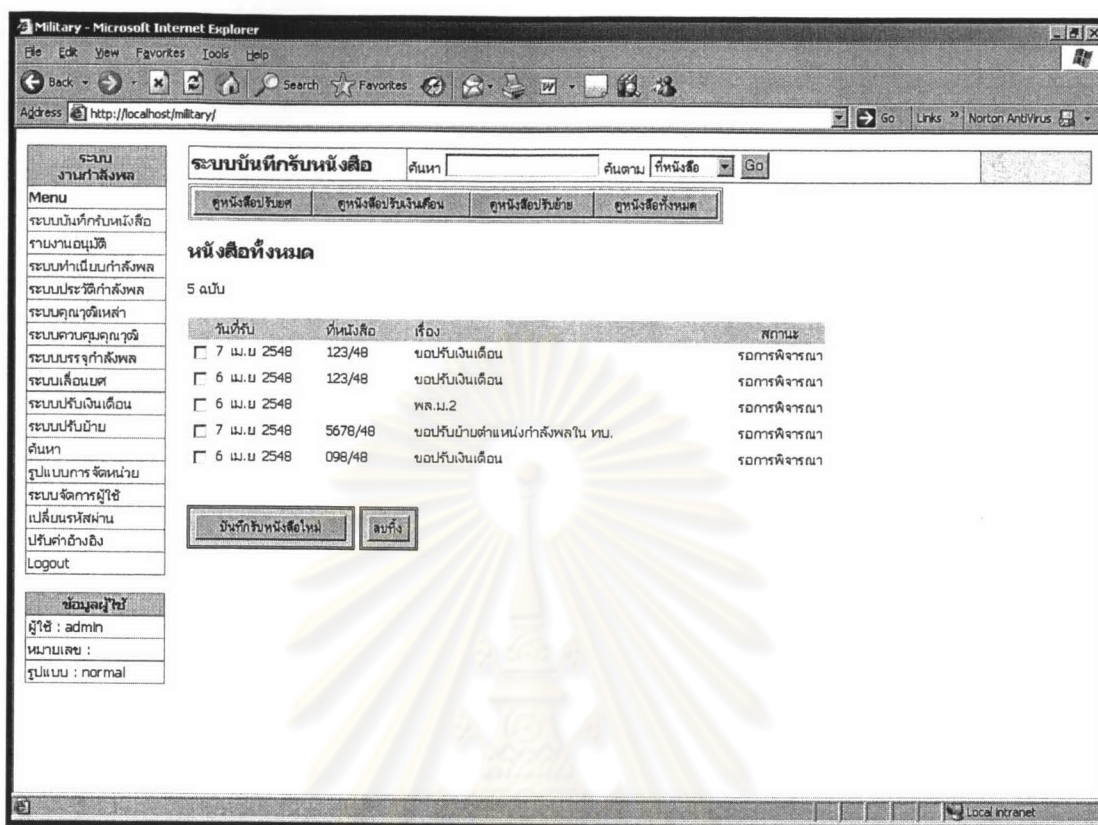 Military - Microsoft Internet Explorer
File Edit View Favorites Tools Help
Back Search Favorites
Address http://localhost/military/ Go Links » Norton AntiVirus
ระบบ
งานกำลังพล
Menu
ระบบบันทึกรับหนังสือ
รายงานอนุมัติ
ระบบทำเนียบกำลังพล
ระบบประวัติกำลังพล
ระบบคุณวุฒิเหล่า
ระบบควบคุมคุณวุฒิ
ระบบบรรจุกำลังพล
ระบบเลื่อนยศ
ระบบปรับเงินเดือน
ระบบปรับย้าย
ค้นหา
รูปแบบการจัดหน่วย
ระบบจัดการผู้ใช้
เปลี่ยนรหัสผ่าน
ปรับค่าอ้างอิง
Logout
ข้อมูลผู้ใช้
ผู้ใช้ : admin
หมายเลข :
รูปแบบ : normal
ระบบบันทึกรับหนังสือ ค้นหา ค้นตาม ที่หนังสือ Go
ดูหนังสือปรับยศ ดูหนังสือปรับเงินเดือน ดูหนังสือปรับย้าย ดูหนังสือทั้งหมด
หนังสือทั้งหมด
5 ฉบับ
วันที่รับ ที่หนังสือ เรื่อง สถานะ
7 เม.ย 2548 123/48 ขอปรับเงินเดือน รอการพิจารณา
6 เม.ย 2548 123/48 ขอปรับเงินเดือน รอการพิจารณา
6 เม.ย 2548 พล.ม.2 รอการพิจารณา
7 เม.ย 2548 5678/48 ขอปรับย้ายตำแหน่งกำลังพลใน ทบ. รอการพิจารณา
6 เม.ย 2548 098/48 ขอปรับเงินเดือน รอการพิจารณา
บันทึกรับหนังสือใหม่ ลบทิ้ง
Local intranet